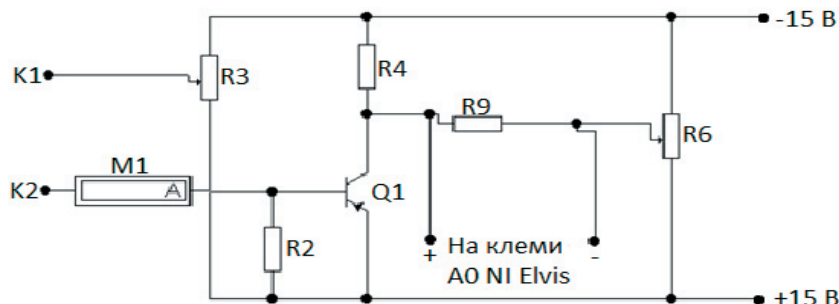 -15 В
K1
R3
R4
R9
R6
M1
A
K2
Q1
R2
+
На клеми
A0 NI Elvis
-
+15 В